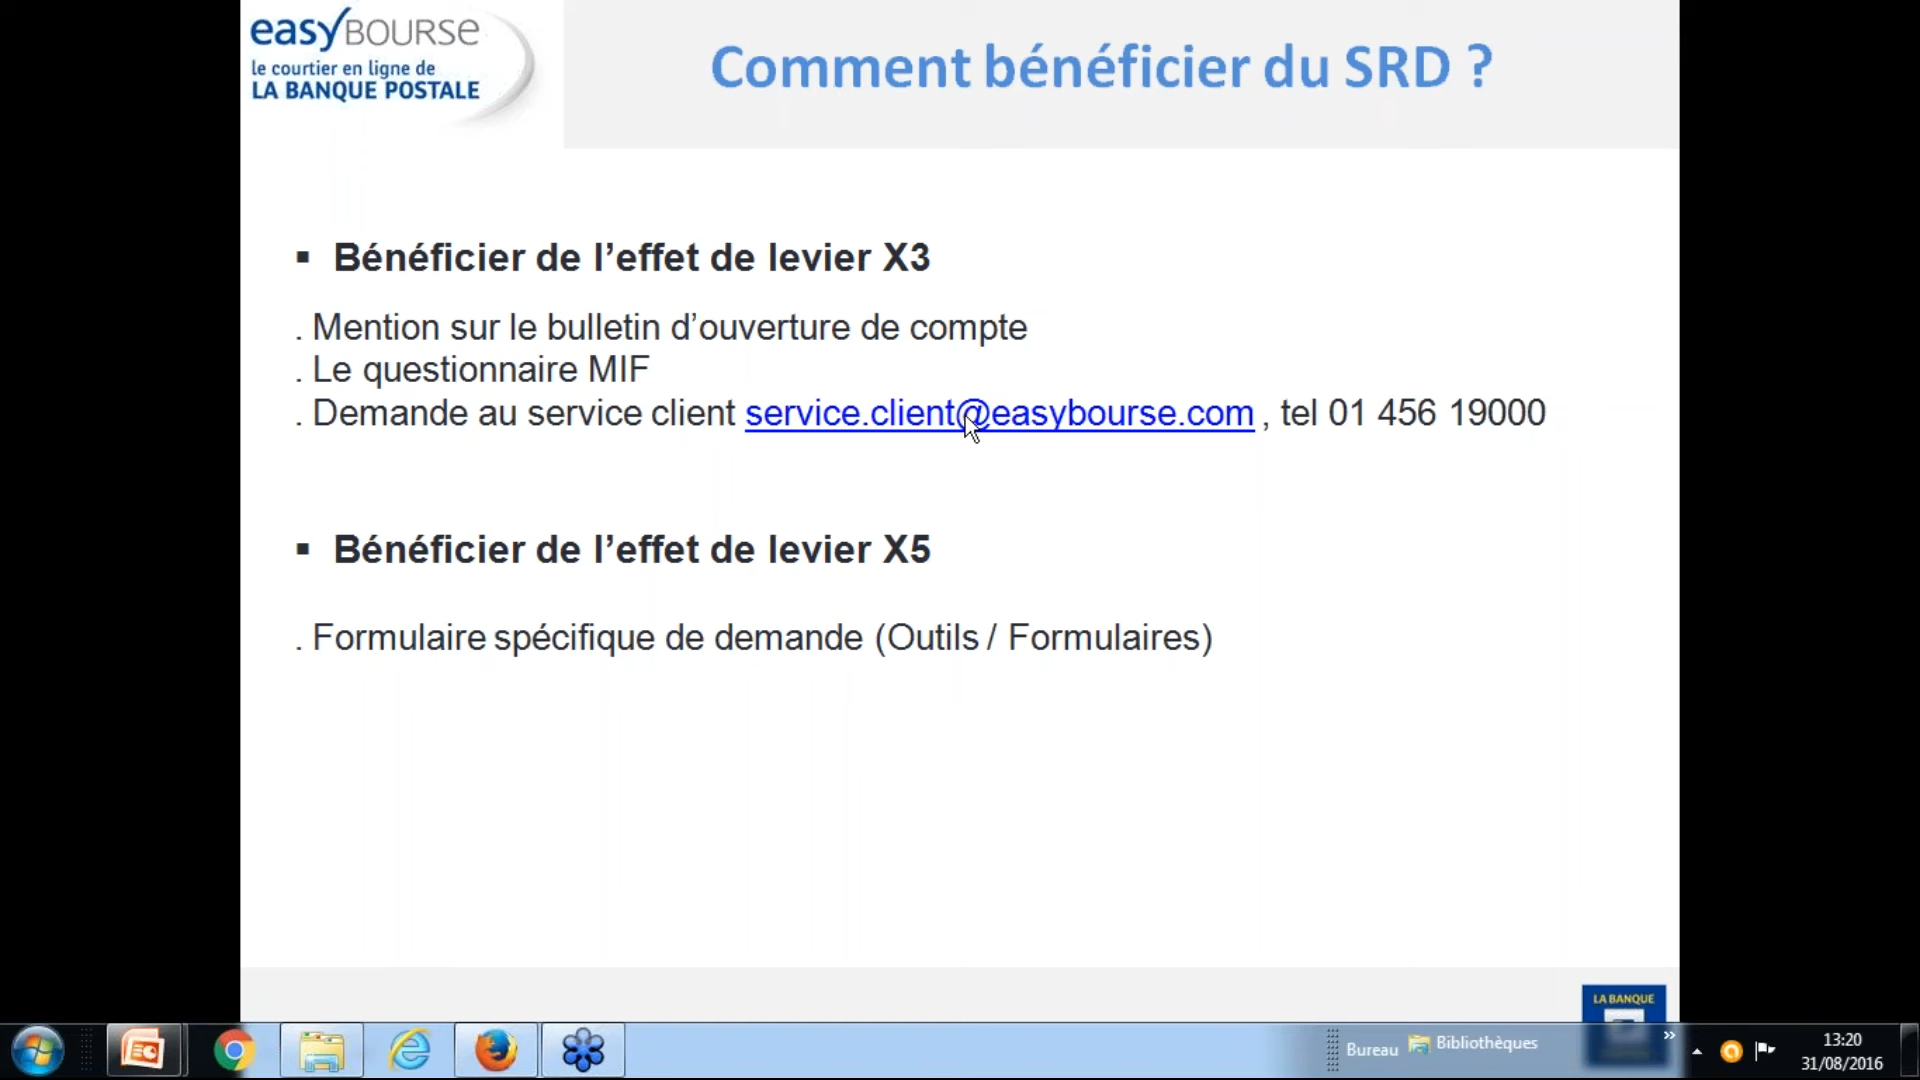 easyBOURSE
le courtier en ligne de
LA BANQUE POSTALE
Comment bénéficier du SRD ?
▪ Bénéficier de l’effet de levier X3
. Mention sur le bulletin d’ouverture de compte
. Le questionnaire MIF
. Demande au service client service.client@easybourse.com , tel 01 456 19000
▪ Bénéficier de l’effet de levier X5
. Formulaire spécifique de demande (Outils / Formulaires)
LA BANQUE
Bureau
Bibliothèques
»
13:20
31/08/2016